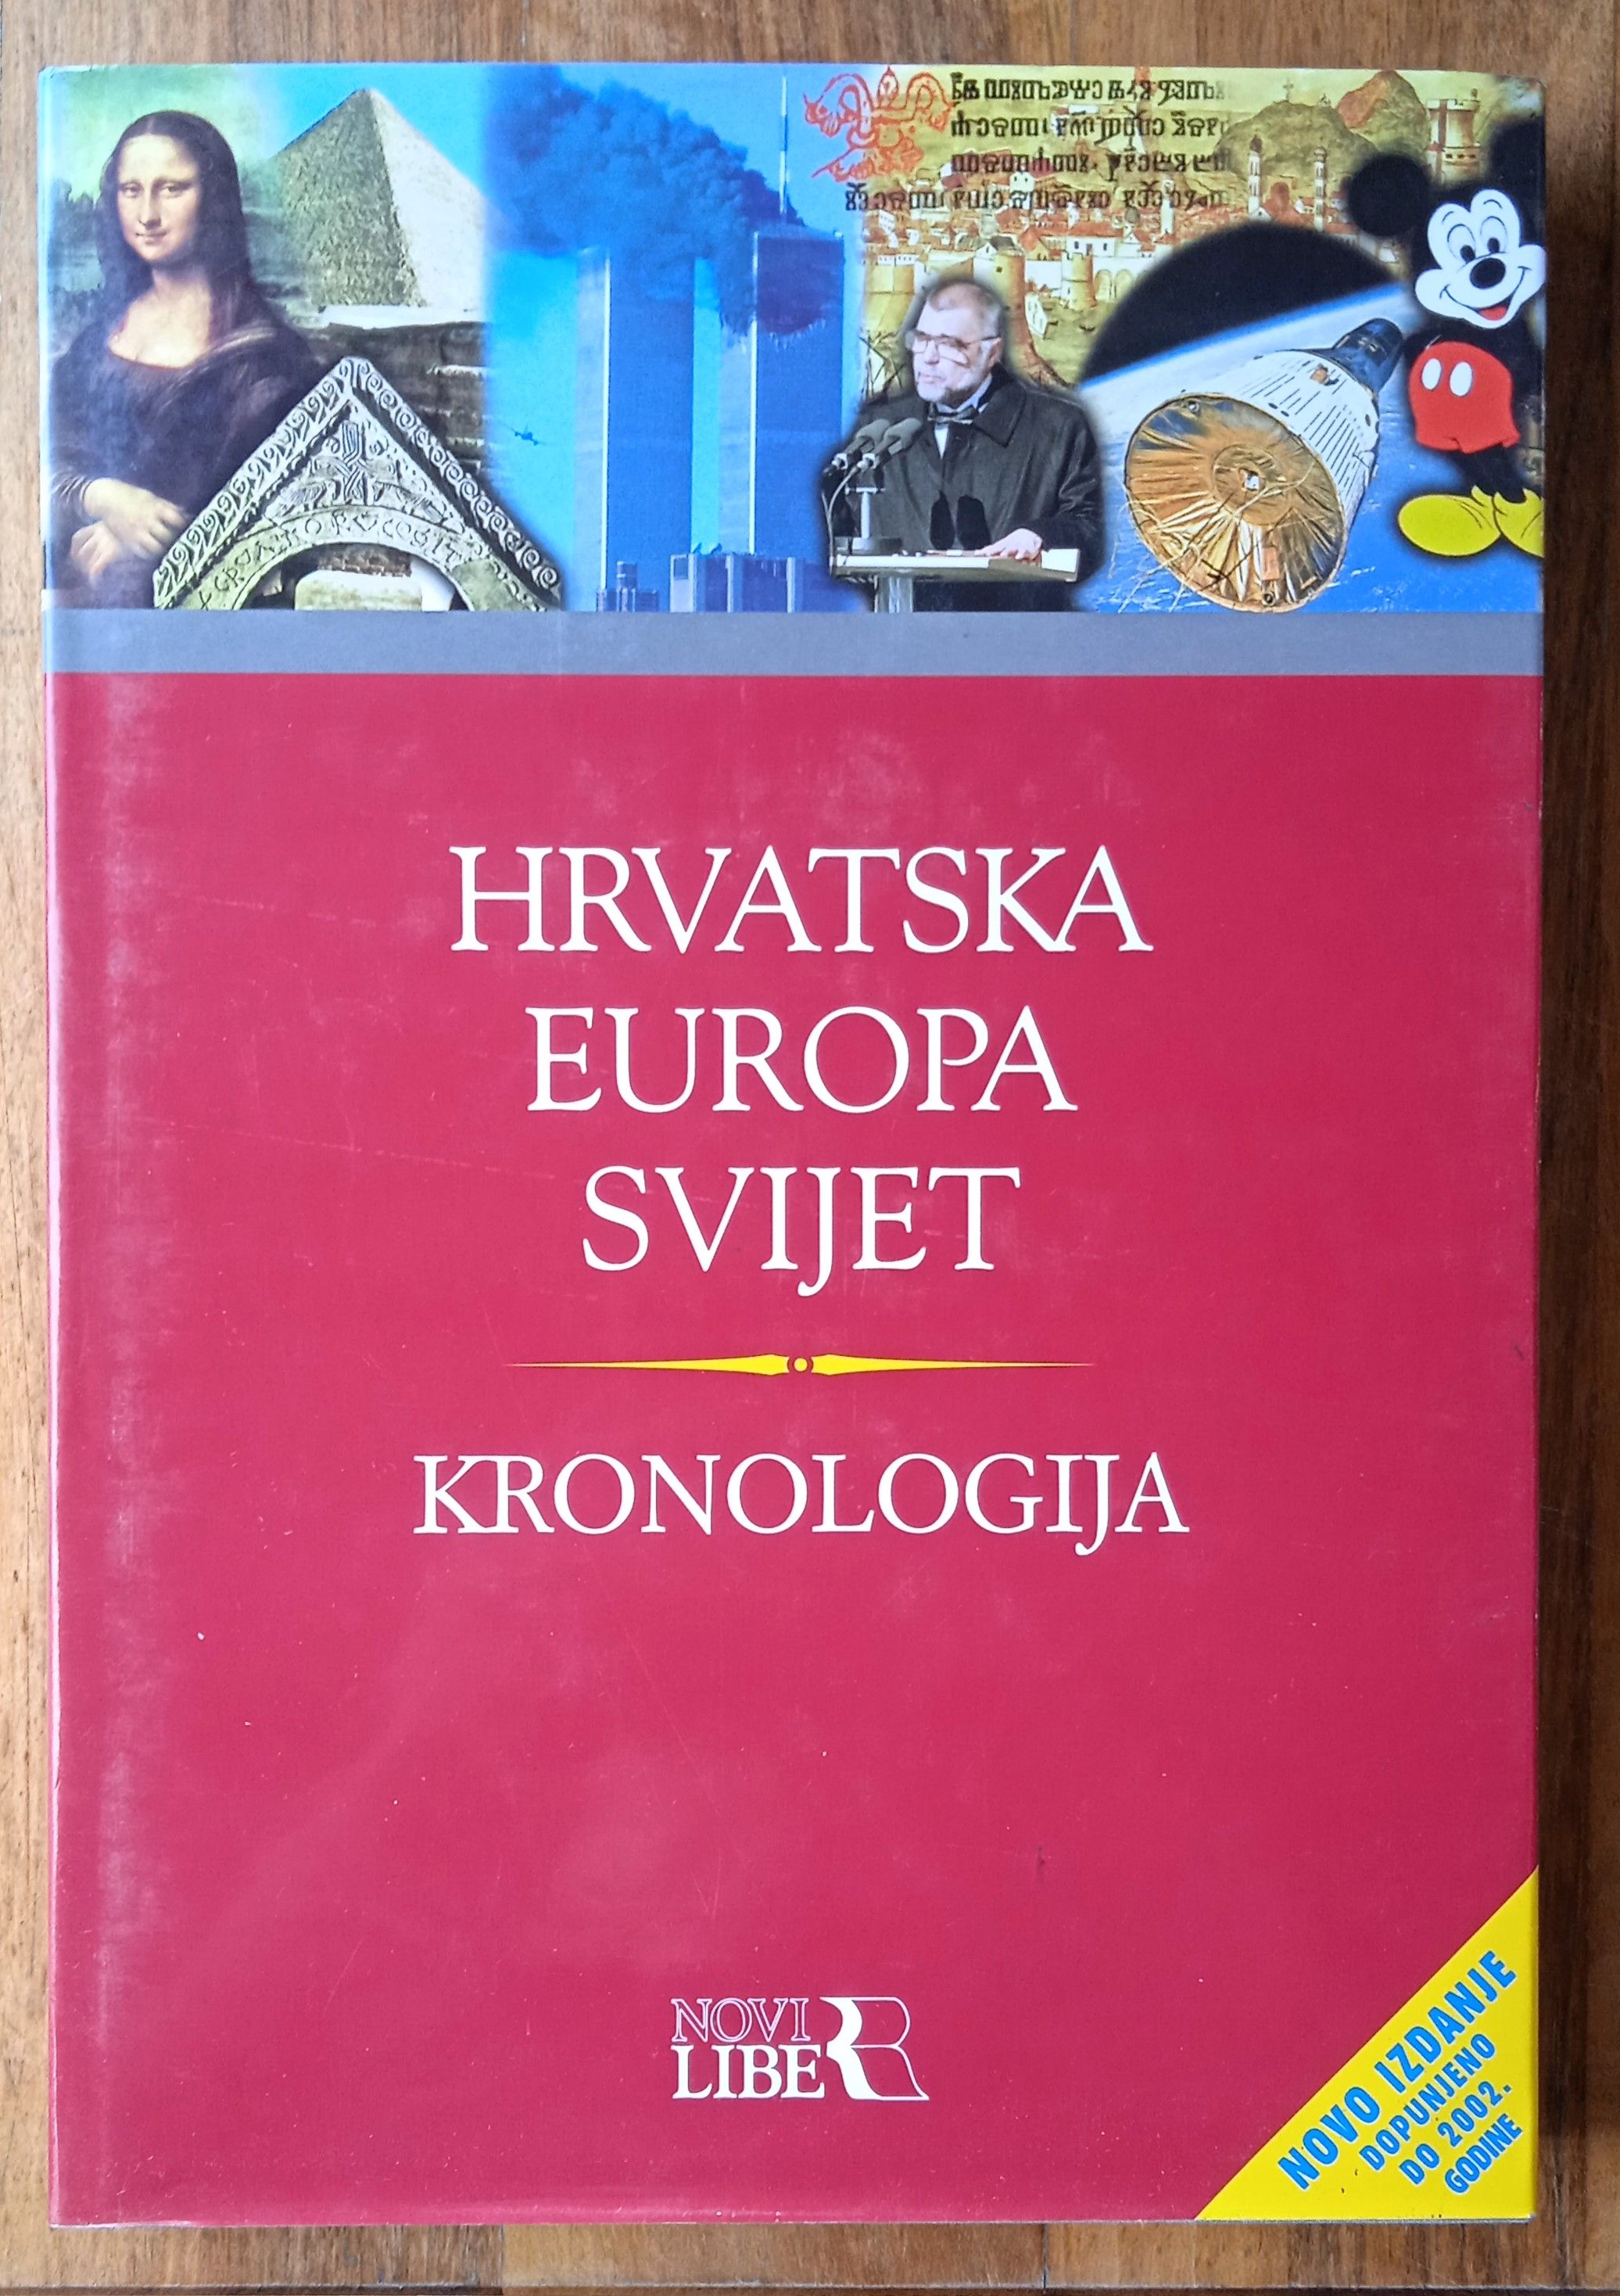 HRVATSKA
EUROPA
SVIJET
KRONOLOGIJA
NOVI
LIBER
NOVO IZDANJE
DOPUNJENO
DO 2002.
GODINE